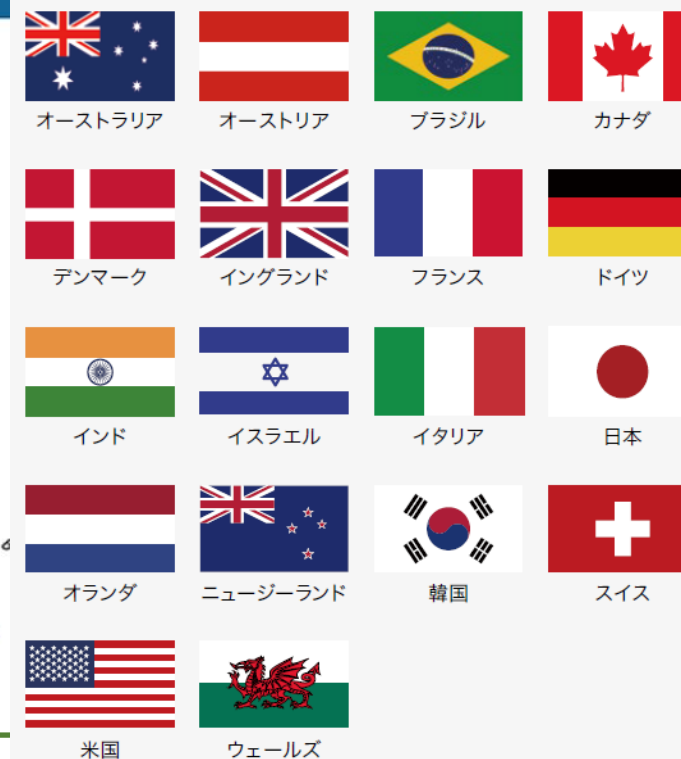 オーストラリア
オーストリア
ブラジル
カナダ
デンマーク
イングランド
フランス
ドイツ
インド
イスラエル
イタリア
日本
オランダ
ニュージーランド
韓国
スイス
米国
ウェールズ